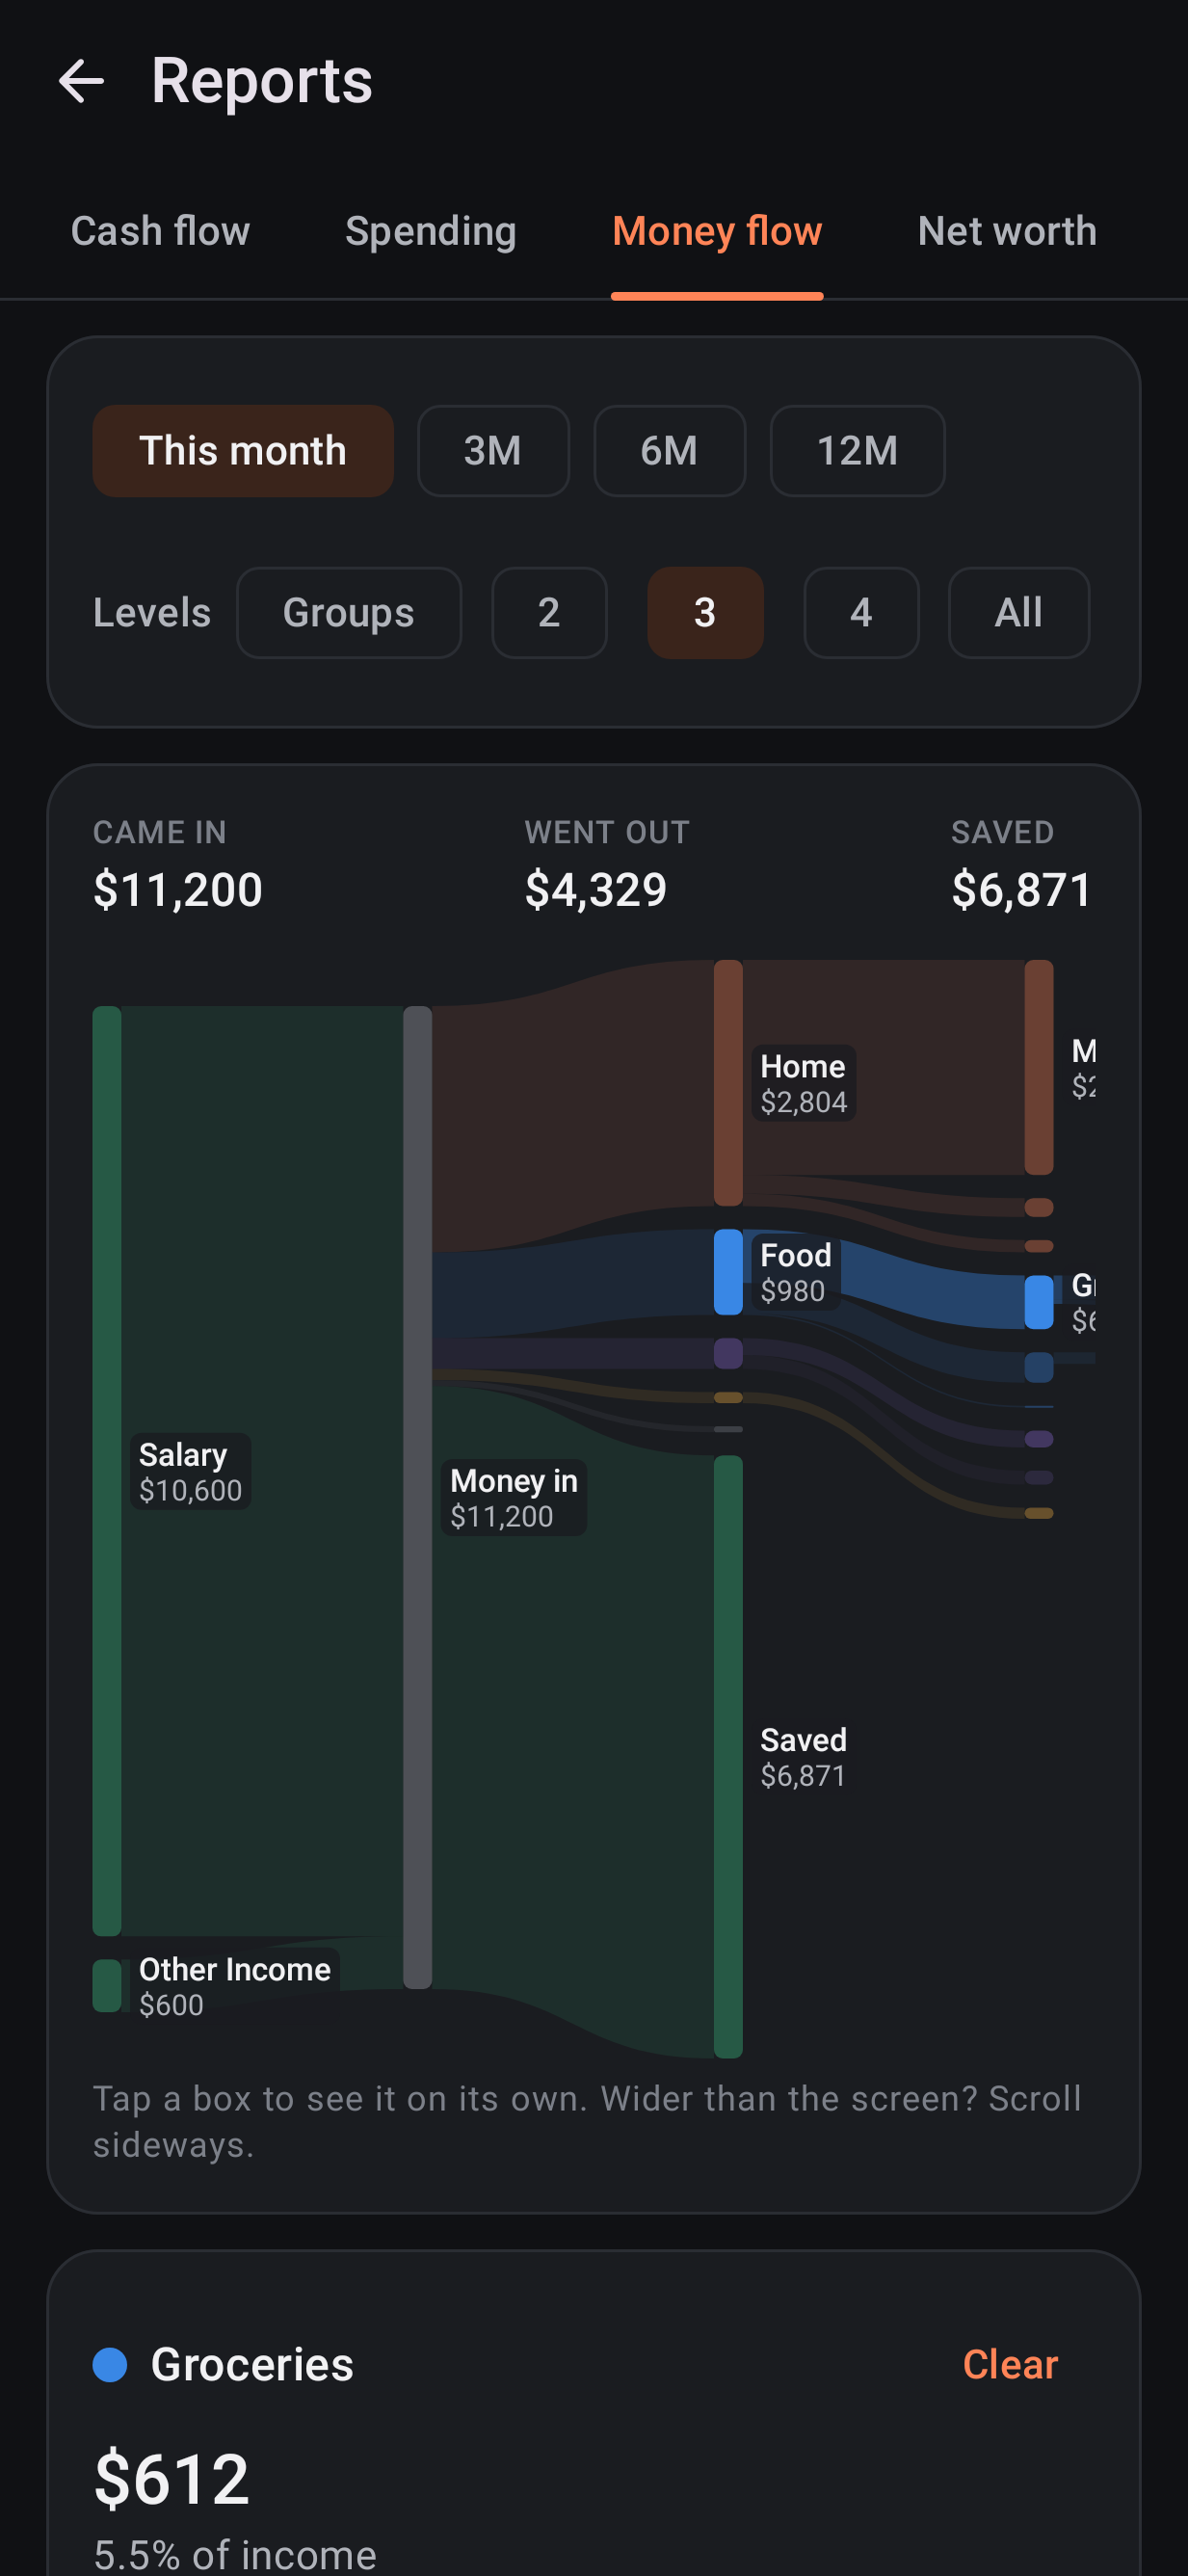 Reports
Cash flow
Spending
Money flow
Net worth
This month
3M
6M
12M
Levels
Groups
2
3
4
All
CAME IN
WENT OUT
SAVED
$11,200
$4,329
$6,871
Home
$2,804
Food
$980
Salary
$10,600
Money in
$11,200
Saved
$6,871
Other Income
$600
Tap a box to see it on its own. Wider than the screen? Scroll
sideways.
Groceries
Clear
$612
5.5% of income